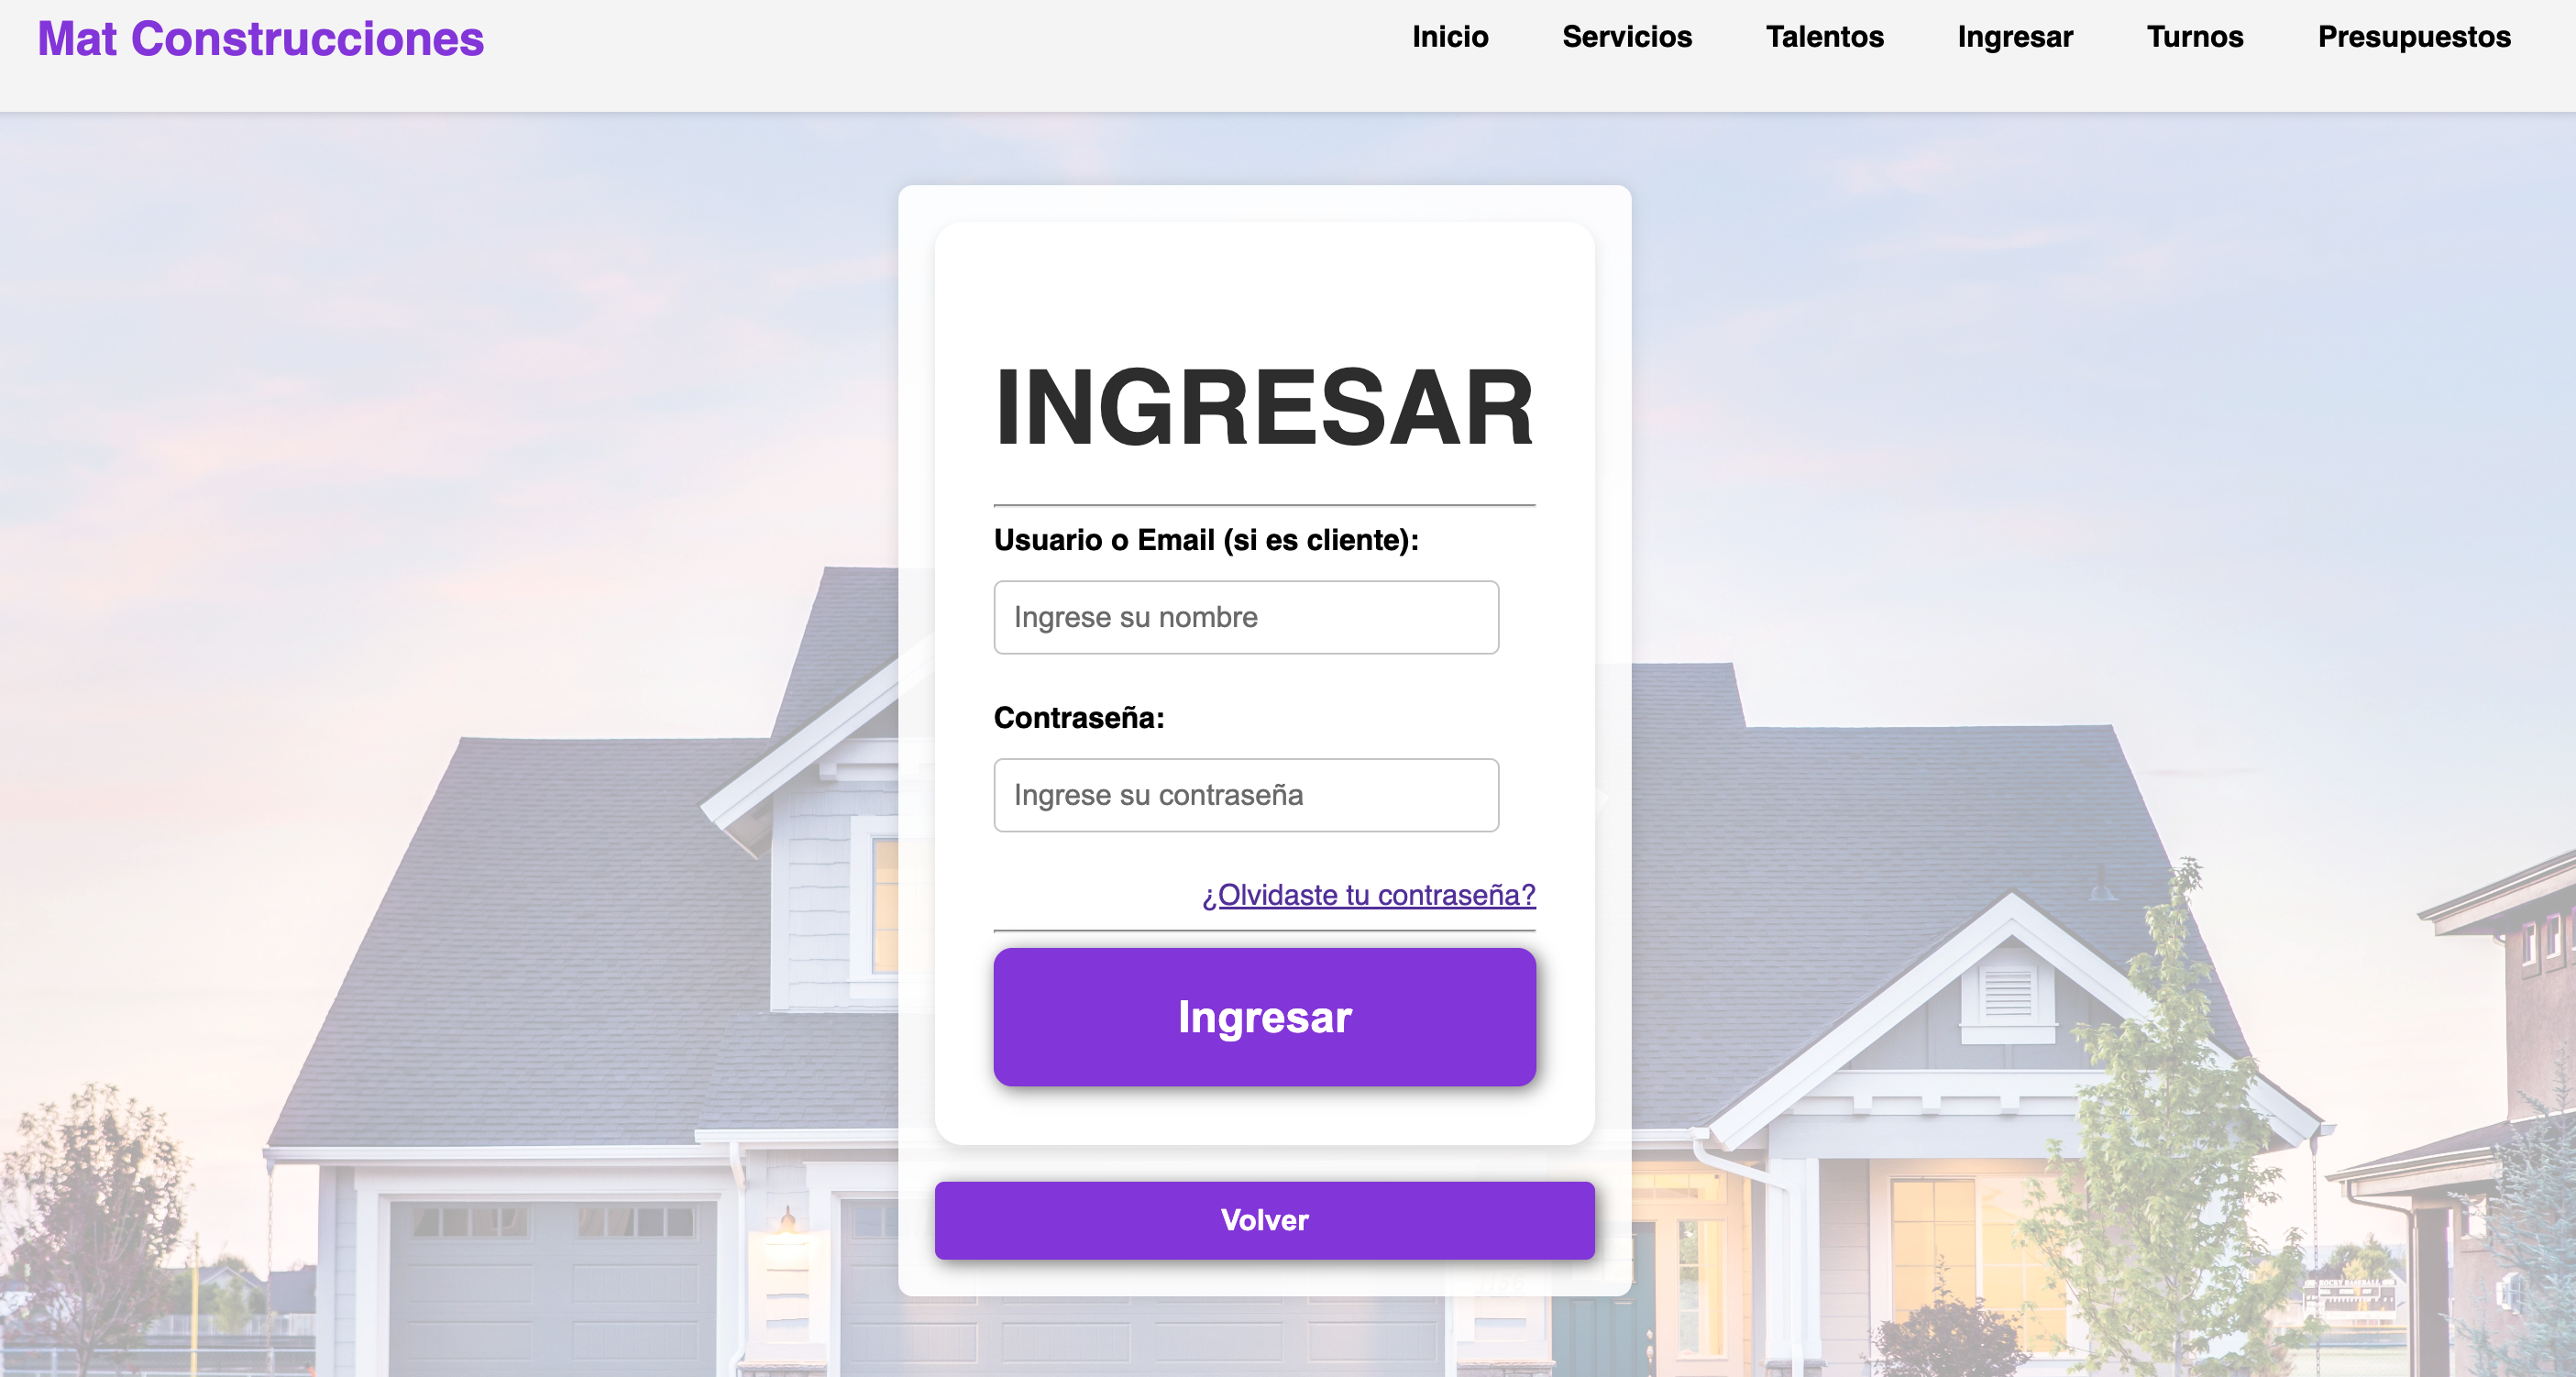 Mat Construcciones
Inicio Servicios Talentos Ingresar Turnos Presupuestos
INGRESAR
Usuario o Email (si es cliente):
Ingrese su nombre
Contraseña:
Ingrese su contraseña
¿Olvidaste tu contraseña?
Ingresar
Volver